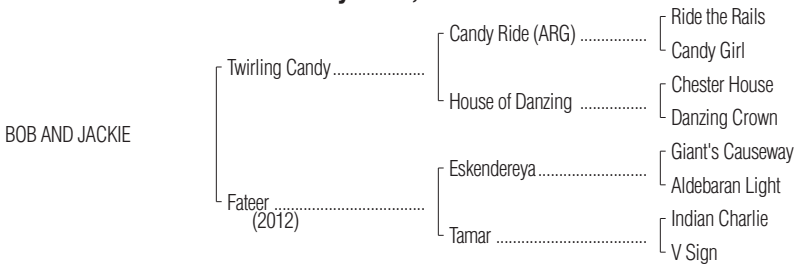 Ride the Rails
Candy Ride (ARG) ................
Candy Girl
Twirling Candy......................
Chester House
House of Danzing ................
Danzing Crown
BOB AND JACKIE
Giant's Causeway
Eskendereya..........................
Aldebaran Light
Fateer ....................................
(2012)
Indian Charlie
Tamar ....................................
V Sign